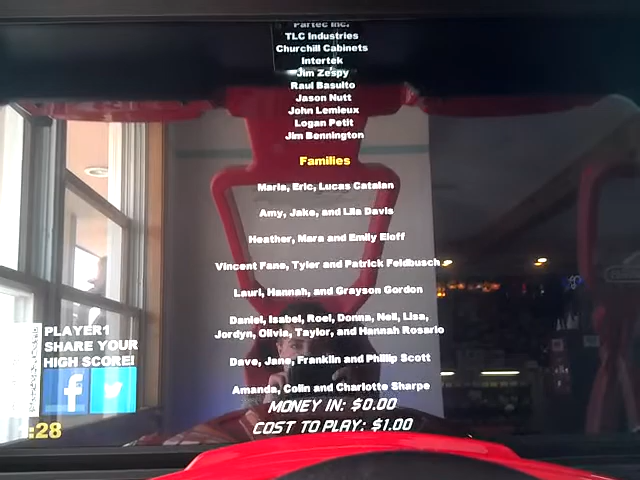 Partec Inc.
TLC Industries
Churchill Cabinets
Intertek
Jim Zespy
Raul Basulto
Jason Nutt
John Lemieux
Logan Petit
Jim Bennington
Families
Maria, Eric, Lucas Catalan
Amy, Jake, and Lila Davis
Heather, Mara and Emily Eloff
Vincent Fano, Tyler and Patrick Feldbusch
Lauri, Hannah, and Grayson Gordon
Daniel, Isabel, Roel, Donna, Neil, Lisa,
Jordyn, Olivia, Taylor, and Hannah Rosario
Dave, Jane, Franklin and Philip Scott
Amanda, Colin and Charlotte Sharpe
MONEY IN: $0.00
COST TO PLAY: $1.00
PLAYER1
SHARE YOUR
HIGH SCORE!
:28